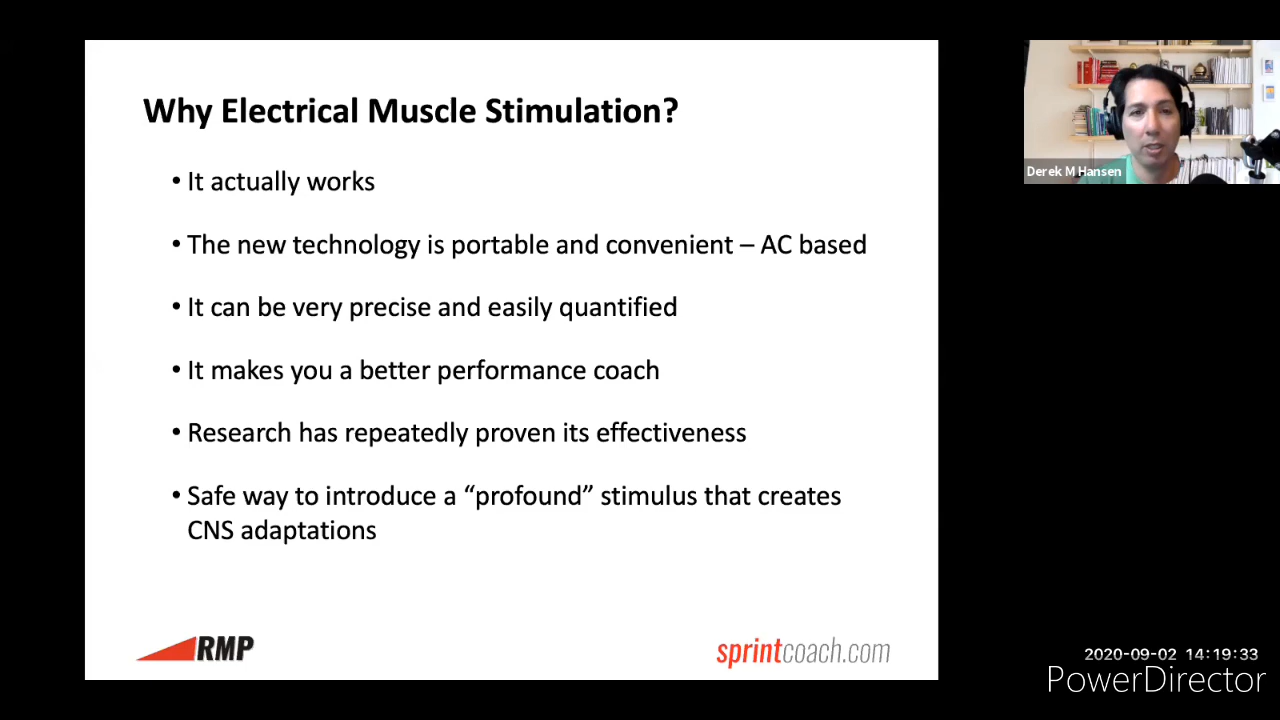 Why Electrical Muscle Stimulation?
• It actually works
• The new technology is portable and convenient – AC based
• It can be very precise and easily quantified
• It makes you a better performance coach
• Research has repeatedly proven its effectiveness
• Safe way to introduce a “profound” stimulus that creates
CNS adaptations
RMP
sprintcoach.com
Derek M Hansen
2020-09-02 14:19:33
PowerDirector